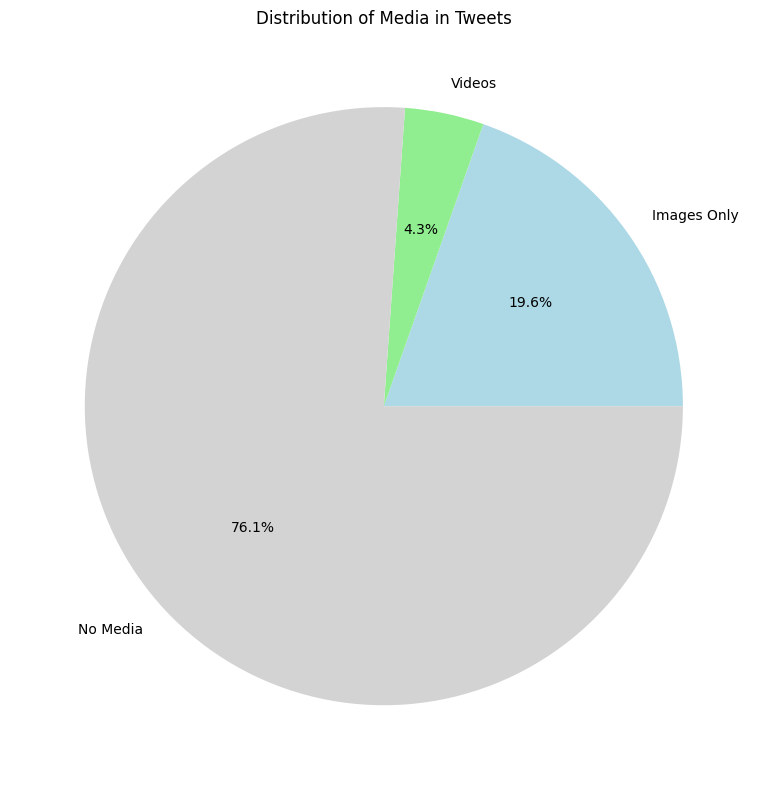 Distribution of Media in Tweets
Videos
Images Only
4.3%
19.6%
76.1%
No Media